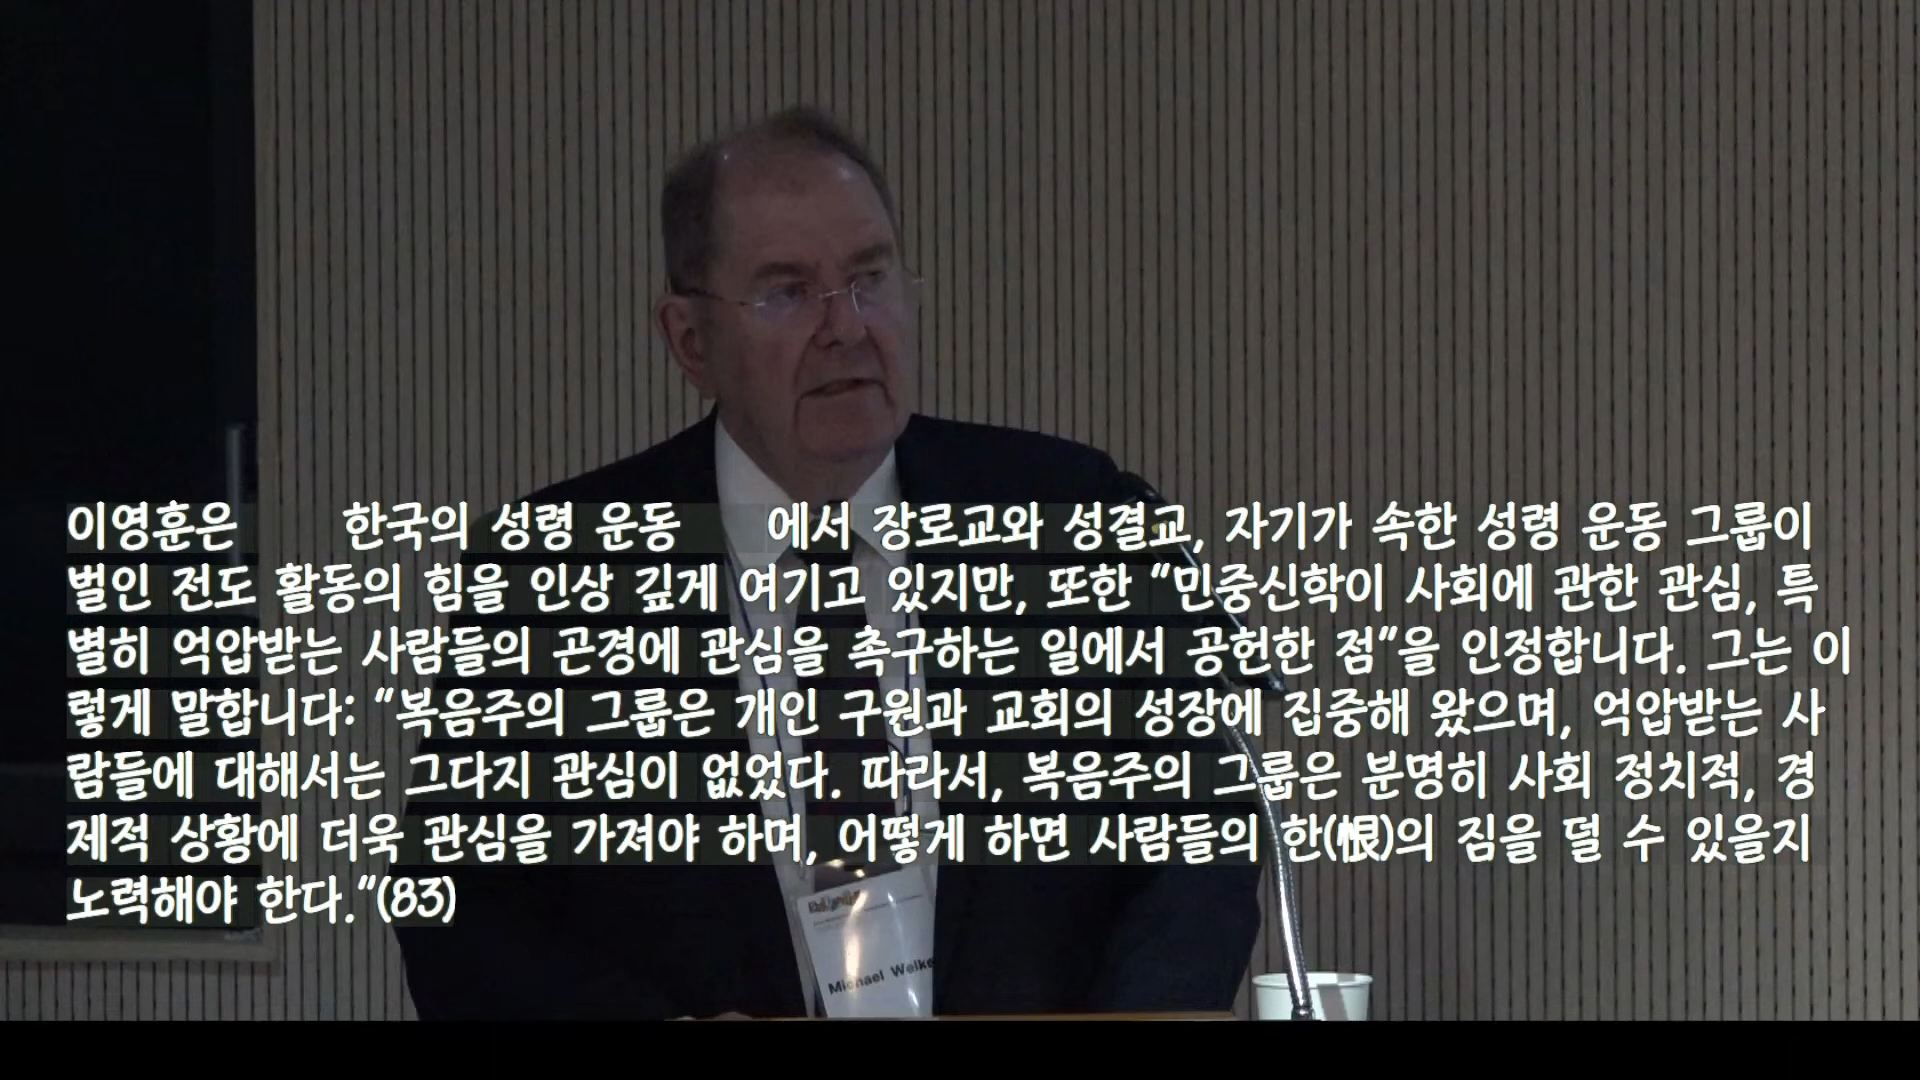 이영훈은 한국의 성령 운동 에서 장로교와 성결교, 자기가 속한 성령 운동 그룹이
벌인 전도 활동의 힘을 인상 깊게 여기고 있지만, 또한 "민중신학이 사회에 관한 관심, 특
별히 억압받는 사람들의 곤경에 관심을 촉구하는 일에서 공헌한 점"을 인정합니다. 그는 이
렇게 말합니다: "복음주의 그룹은 개인 구원과 교회의 성장에 집중해 왔으며, 억압받는 사
람들에 대해서는 그다지 관심이 없었다. 따라서, 복음주의 그룹은 분명히 사회 정치적, 경
제적 상황에 더욱 관심을 가져야 하며, 어떻게 하면 사람들의 한(恨)의 짐을 덜 수 있을지
노력해야 한다."(83)
Michael Welke